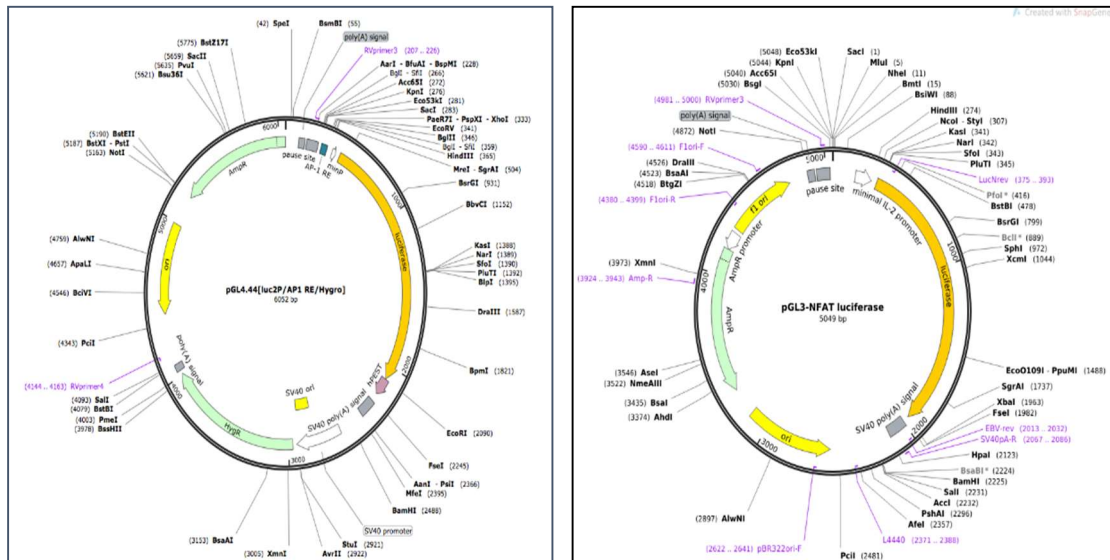 (42) SpeI
BsmBI (55)
poly(A) signal
RVprimer3 (207 .. 226)
AarI - BfuAI - BspMI (228)
BglI - SfiI (266)
Acc65I (272)
KpnI (276)
Eco53kI (281)
SacI (283)
PaeR7I - PspXI - XhoI (333)
EcoRV (341)
BglII (346)
BglI - SfiI (359)
HindIII (365)
MreI - SgrAI (504)
BsrGI (931)
BbvCI (1152)
KasI (1388)
NarI (1389)
SfoI (1390)
PluTI (1392)
BlpI (1395)
DraIII (1587)
BpmI (1821)
EcoRI (2090)
FseI (2245)
AanI - PsiI (2366)
MfeI (2395)
BamHI (2488)
SV40 promoter
StuI (2921)
AvrII (2922)
(3005) XmnI
(3153) BsaAI
(3978) BssHII
(4003) PmeI
(4079) BstBI
(4093) SalI
(4144 .. 4163) RVprimer4
(4343) PciI
(4546) BciVI
(4657) ApaLI
(4759) AlwNI
(5163) NotI
(5187) BstXI - PstI
(5190) BstEII
(5621) Bsu36I
(5635) PvuI
(5659) SacII
(5775) BstZ17I
6000
1000
2000
3000
4000
5000
AmpR
pause site
AP-1 RE
minP
luciferase
hPEST
SV40 poly(A) signal
SV40 ori
HygR
poly(A) signal
ori
pGL4.44[luc2P/AP1 RE/Hygro]
6052 bp
Created with SnapGene
(5048) Eco53kI
(5044) KpnI
(5040) Acc65I
(5030) BsgI
(4981 .. 5000) RVprimer3
poly(A) signal
(4872) NotI
(4590 .. 4611) F1ori-F
(4526) DraIII
(4523) BsaAI
(4518) BtgZI
(4380 .. 4399) F1ori-R
(3973) XmnI
(3924 .. 3943) Amp-R
(3546) AseI
(3522) NmeAIII
(3435) BsaI
(3374) AhdI
(2897) AlwNI
(2622 .. 2641) pBR322ori-F
PciI (2481)
L4440 (2371 .. 2388)
AfeI (2357)
PshAI (2296)
AccI (2232)
SalI (2231)
BamHI (2225)
BsaBI* (2224)
HpaI (2123)
SV40pA-R (2067 .. 2086)
EBV-rev (2013 .. 2032)
FseI (1982)
XbaI (1963)
SgrAI (1737)
EcoO109I - PpuMI (1488)
XcmI (1044)
SphI (972)
BclI* (889)
BsrGI (799)
BstBI (478)
PfoI* (416)
LucNrev (375 .. 393)
PluTI (345)
SfoI (343)
NarI (342)
KasI (341)
NcoI - StyI (307)
HindIII (274)
BsiWI (88)
BmtI (15)
NheI (11)
MluI (5)
SacI (1)
5000
1000
2000
3000
4000
pause site
minimal IL-2 promoter
luciferase
SV40 poly(A) signal
ori
AmpR
AmpR promoter
f1 ori
pGL3-NFAT luciferase
5049 bp